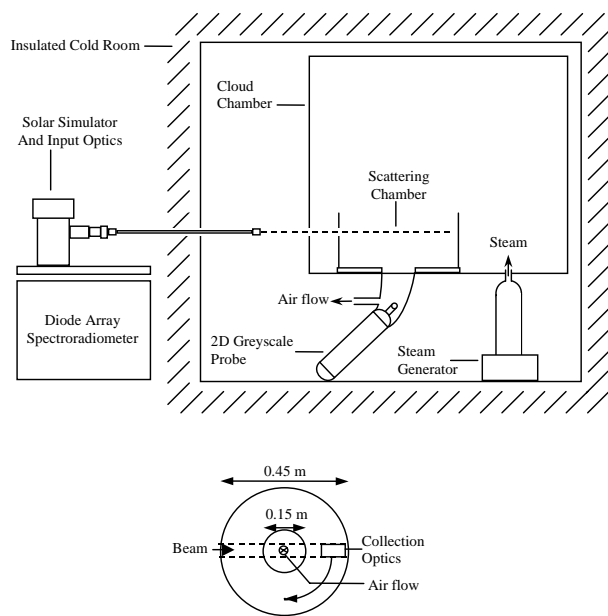 Insulated Cold Room
Cloud
Chamber
Solar Simulator
And Input Optics
Scattering
Chamber
Steam
Air flow
Diode Array
Spectroradiometer
2D Greyscale
Probe
Steam
Generator
0.45 m
0.15 m
Beam
Collection
Optics
Air flow